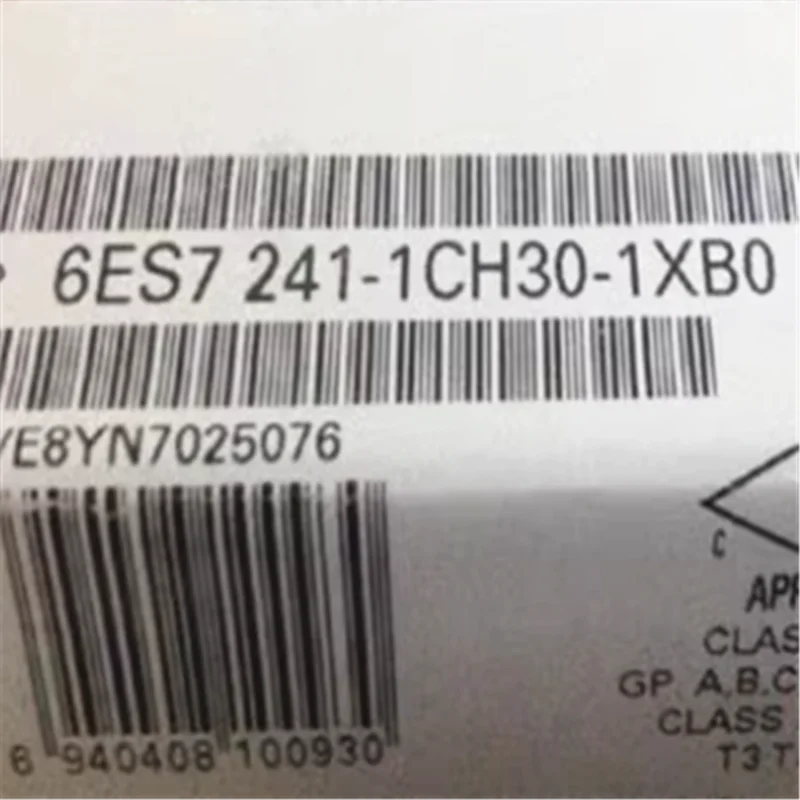 6ES7 241-1CH30-1XB0
/E8YN7025076
C
6 940408 100930
APP
CLAS
GP A,B,C
CLASS
T3 T